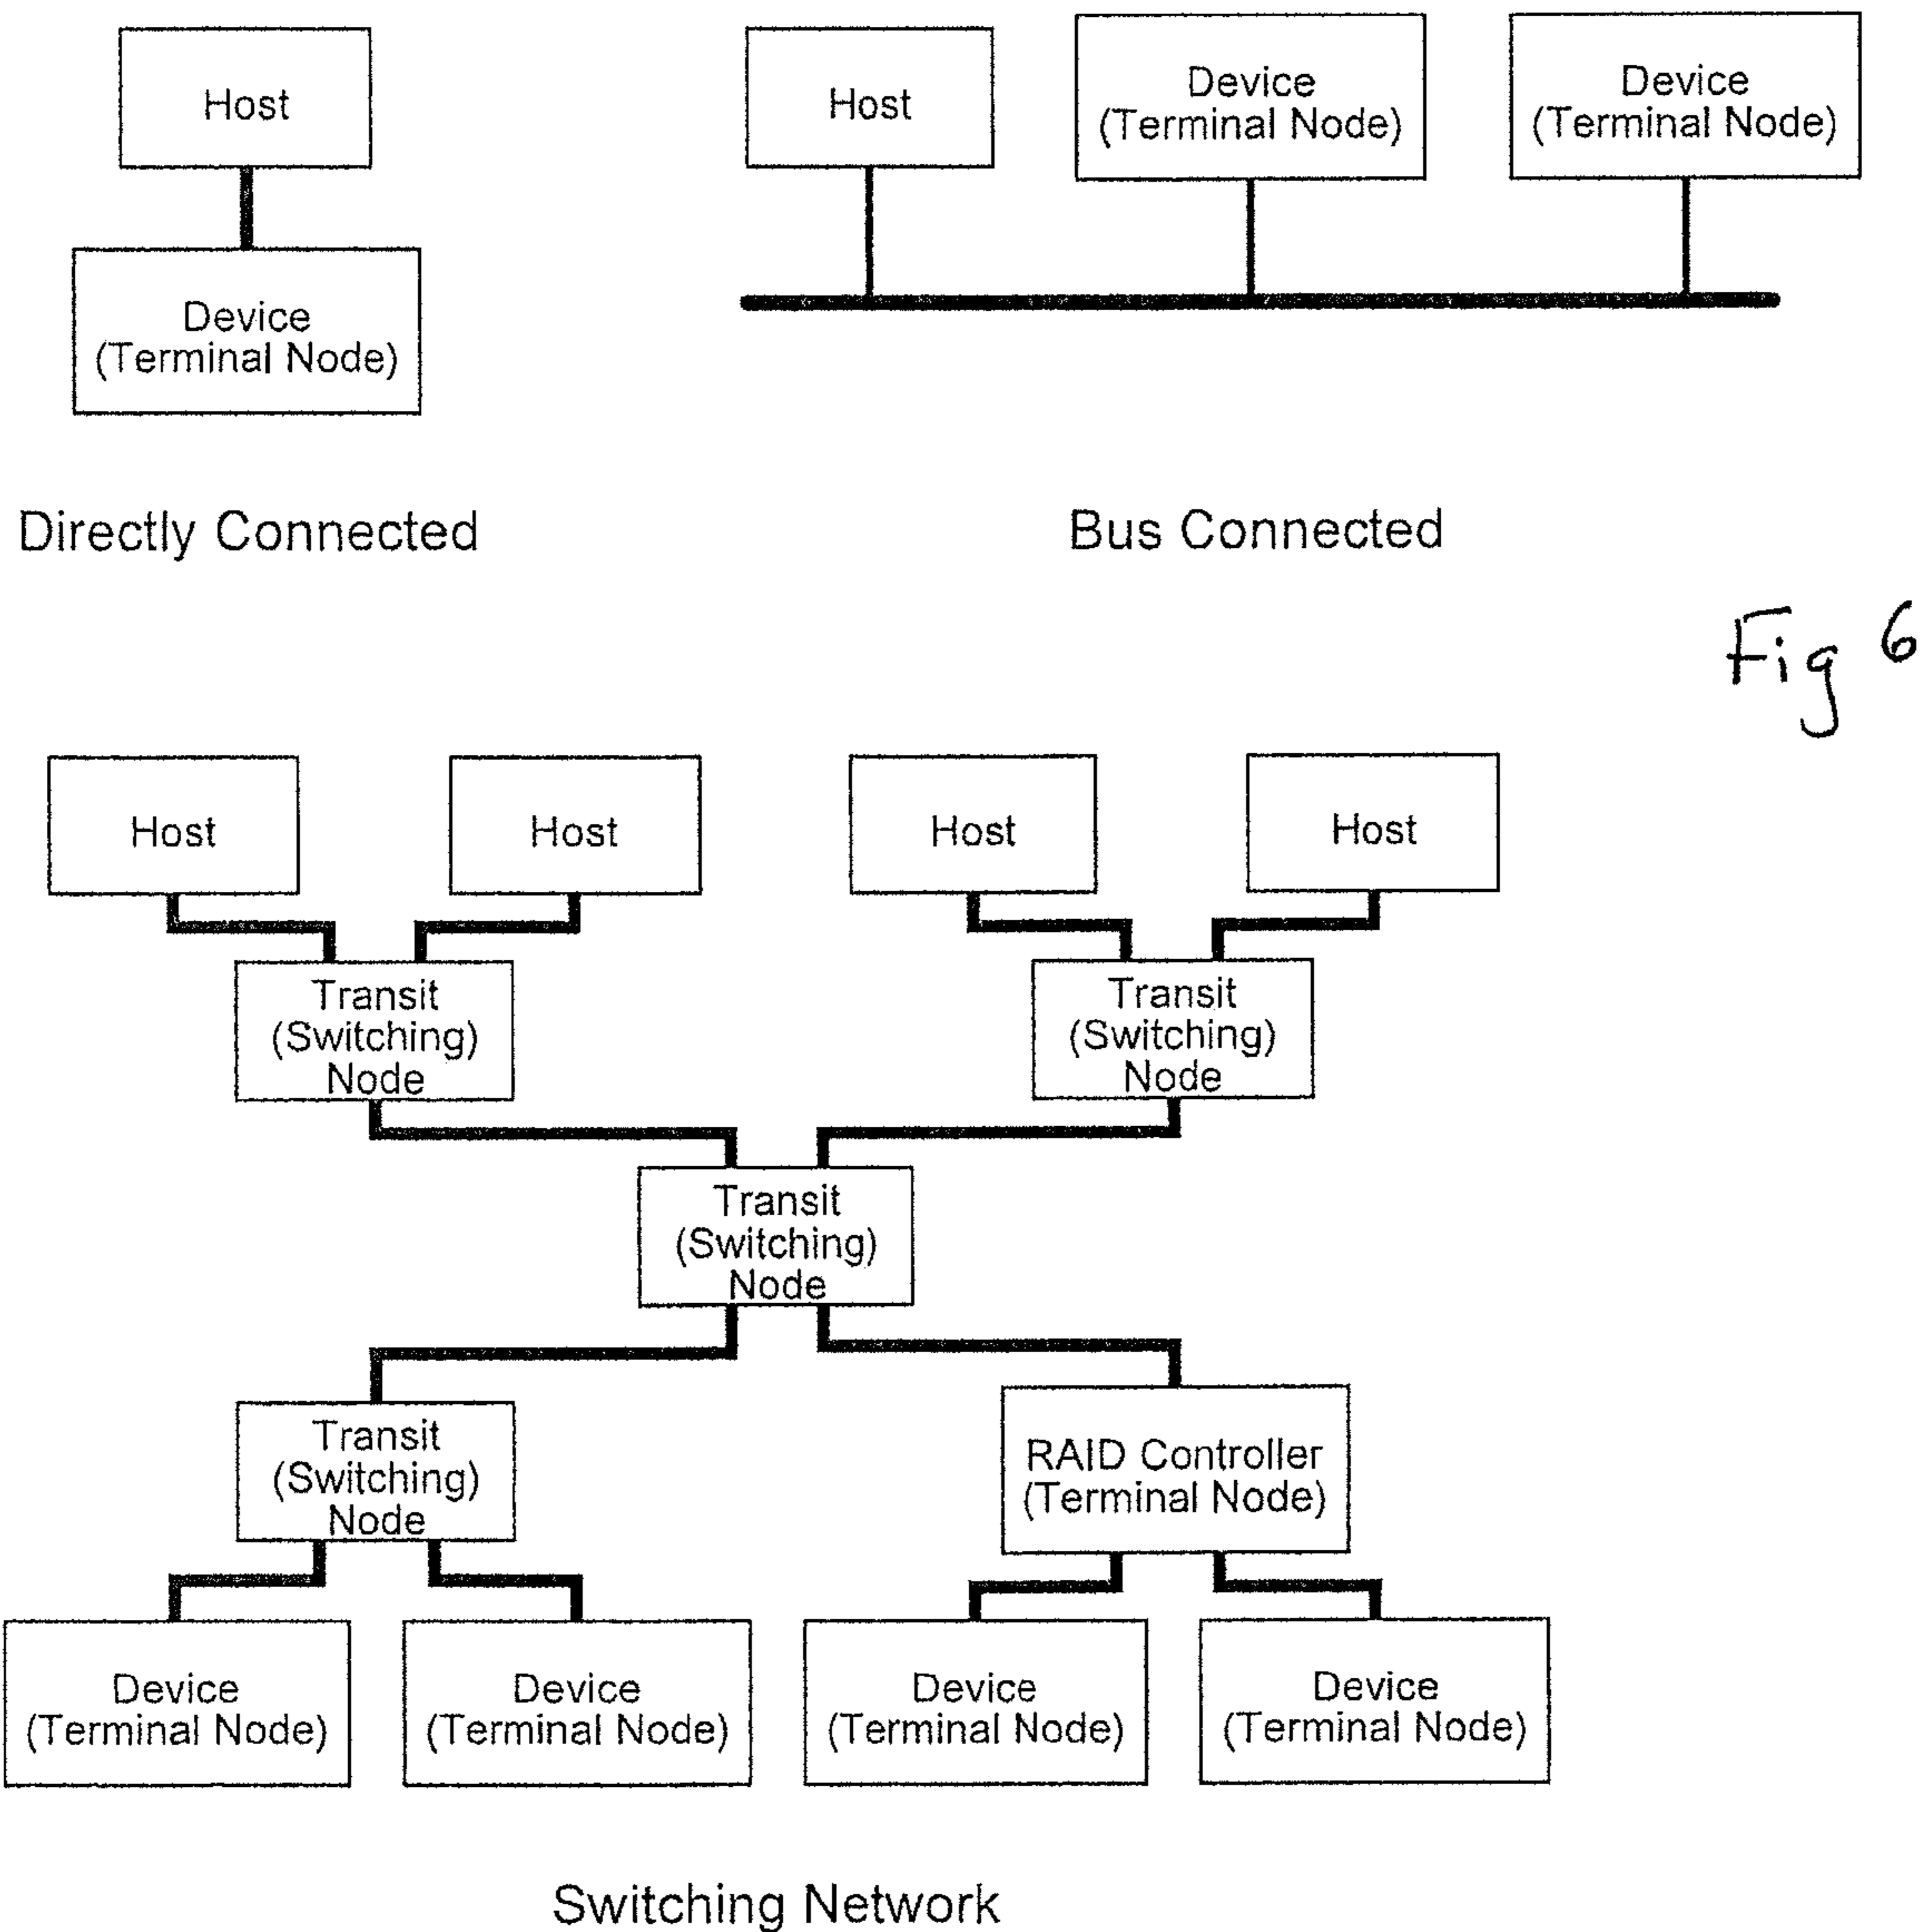 Host
Device
(Terminal Node)
Directly Connected
Host
Device
(Terminal Node)
Device
(Terminal Node)
Bus Connected
Fig 6
Host
Host
Host
Host
Transit
(Switching)
Node
Transit
(Switching)
Node
Transit
(Switching)
Node
Transit
(Switching)
Node
RAID Controller
(Terminal Node)
Device
(Terminal Node)
Device
(Terminal Node)
Device
(Terminal Node)
Device
(Terminal Node)
Switching Network